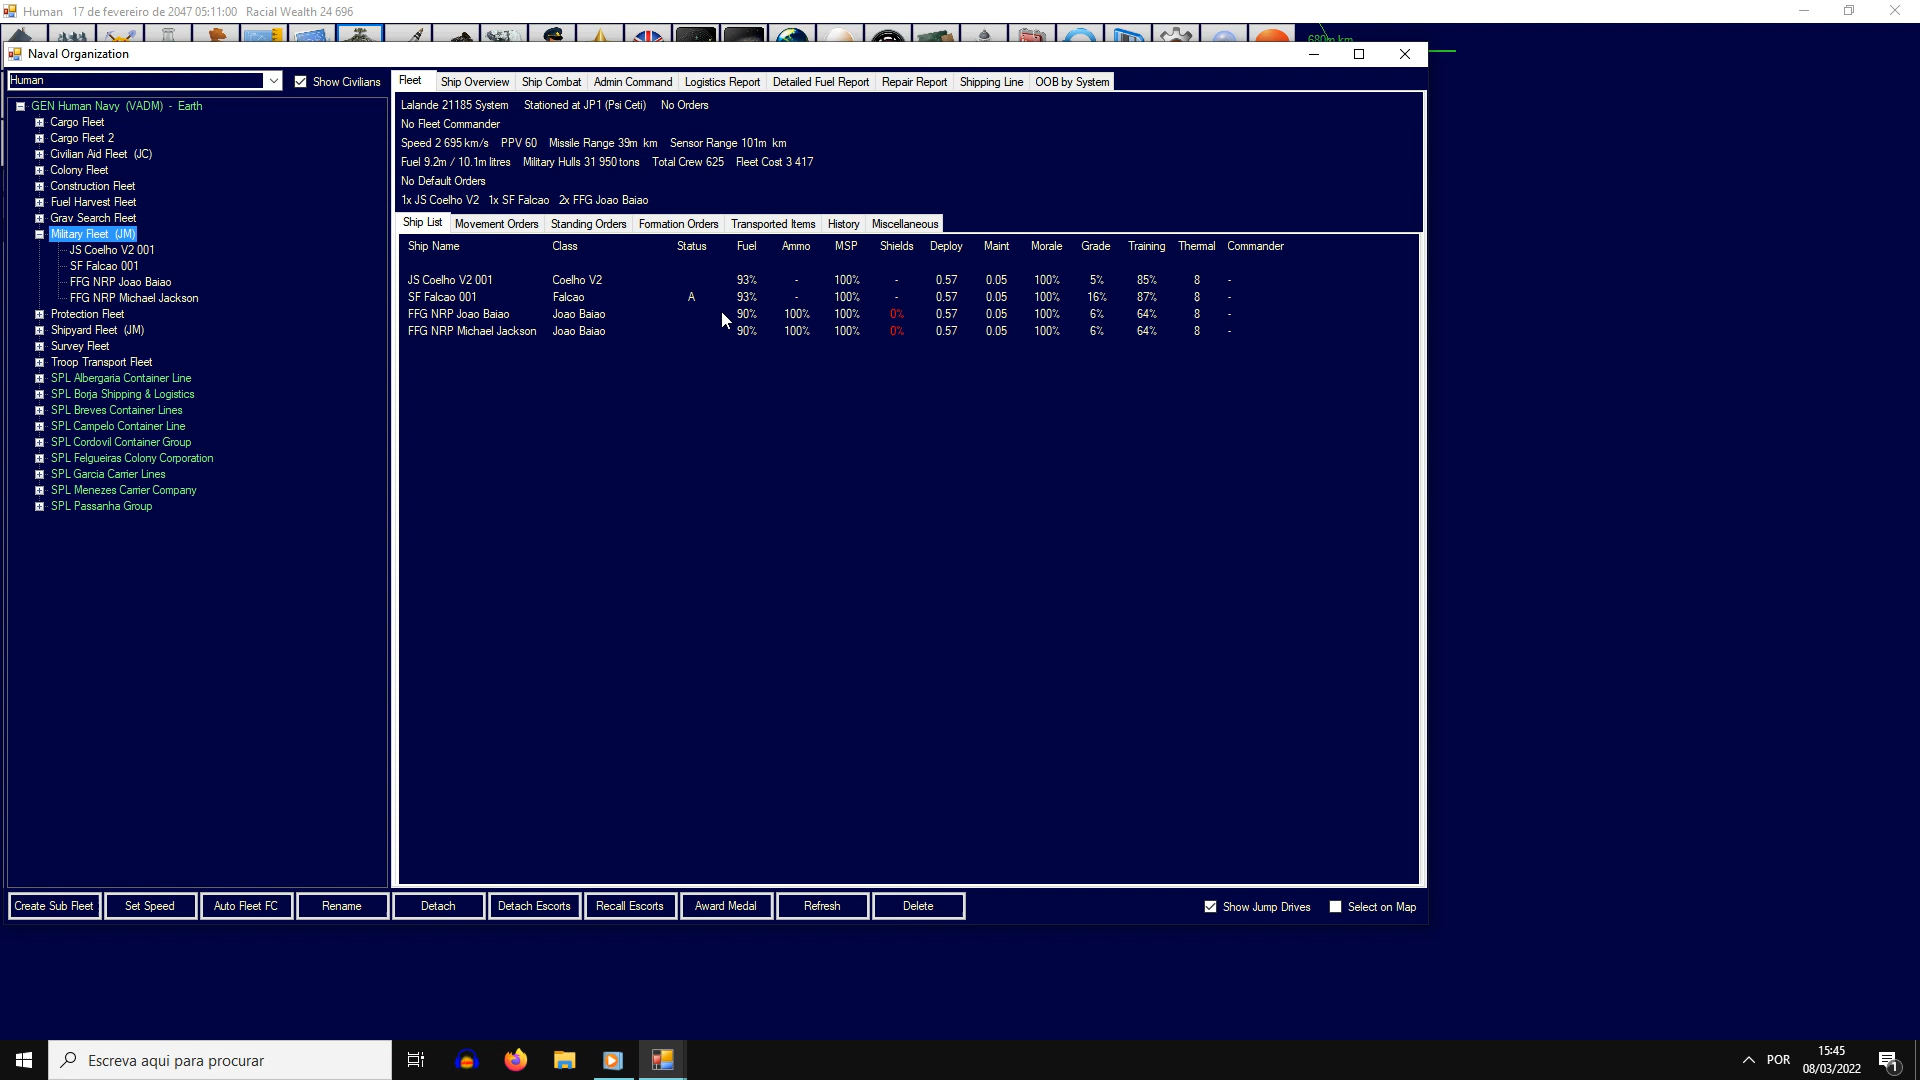 Human 17 de fevereiro de 2047 05:11:00 Racial Wealth 24 696
680m km
Naval Organization
Human
Show Civilians
Fleet Ship Overview Ship Combat Admin Command Logistics Report Detailed Fuel Report Repair Report Shipping Line OOB by System
GEN Human Navy (VADM) - Earth
Cargo Fleet
Cargo Fleet 2
Civilian Aid Fleet (JC)
Colony Fleet
Construction Fleet
Fuel Harvest Fleet
Grav Search Fleet
Military Fleet (JM)
JS Coelho V2 001
SF Falcao 001
FFG NRP Joao Baiao
FFG NRP Michael Jackson
Protection Fleet
Shipyard Fleet (JM)
Survey Fleet
Troop Transport Fleet
SPL Albergaria Container Line
SPL Borja Shipping & Logistics
SPL Breves Container Lines
SPL Campelo Container Line
SPL Cordovil Container Group
SPL Felgueiras Colony Corporation
SPL Garcia Carrier Lines
SPL Menezes Carrier Company
SPL Passanha Group
Lalande 21185 System Stationed at JP1 (Psi Ceti) No Orders
No Fleet Commander
Speed 2 695 km/s PPV 60 Missile Range 39m km Sensor Range 101m km
Fuel 9.2m / 10.1m litres Military Hulls 31 950 tons Total Crew 625 Fleet Cost 3 417
No Default Orders
1x JS Coelho V2 1x SF Falcao 2x FFG Joao Baiao
Ship List Movement Orders Standing Orders Formation Orders Transported Items History Miscellaneous
Ship Name Class Status Fuel Ammo MSP Shields Deploy Maint Morale Grade Training Thermal Commander
JS Coelho V2 001 Coelho V2 93% - 100% - 0.57 0.05 100% 5% 85% 8 -
SF Falcao 001 Falcao A 93% - 100% - 0.57 0.05 100% 16% 87% 8 -
FFG NRP Joao Baiao Joao Baiao 90% 100% 100% 0% 0.57 0.05 100% 6% 64% 8 -
FFG NRP Michael Jackson Joao Baiao 90% 100% 100% 0% 0.57 0.05 100% 6% 64% 8 -
Create Sub Fleet Set Speed Auto Fleet FC Rename Detach Detach Escorts Recall Escorts Award Medal Refresh Delete
Show Jump Drives Select on Map
Escreva aqui para procurar
POR
15:45
08/03/2022
1